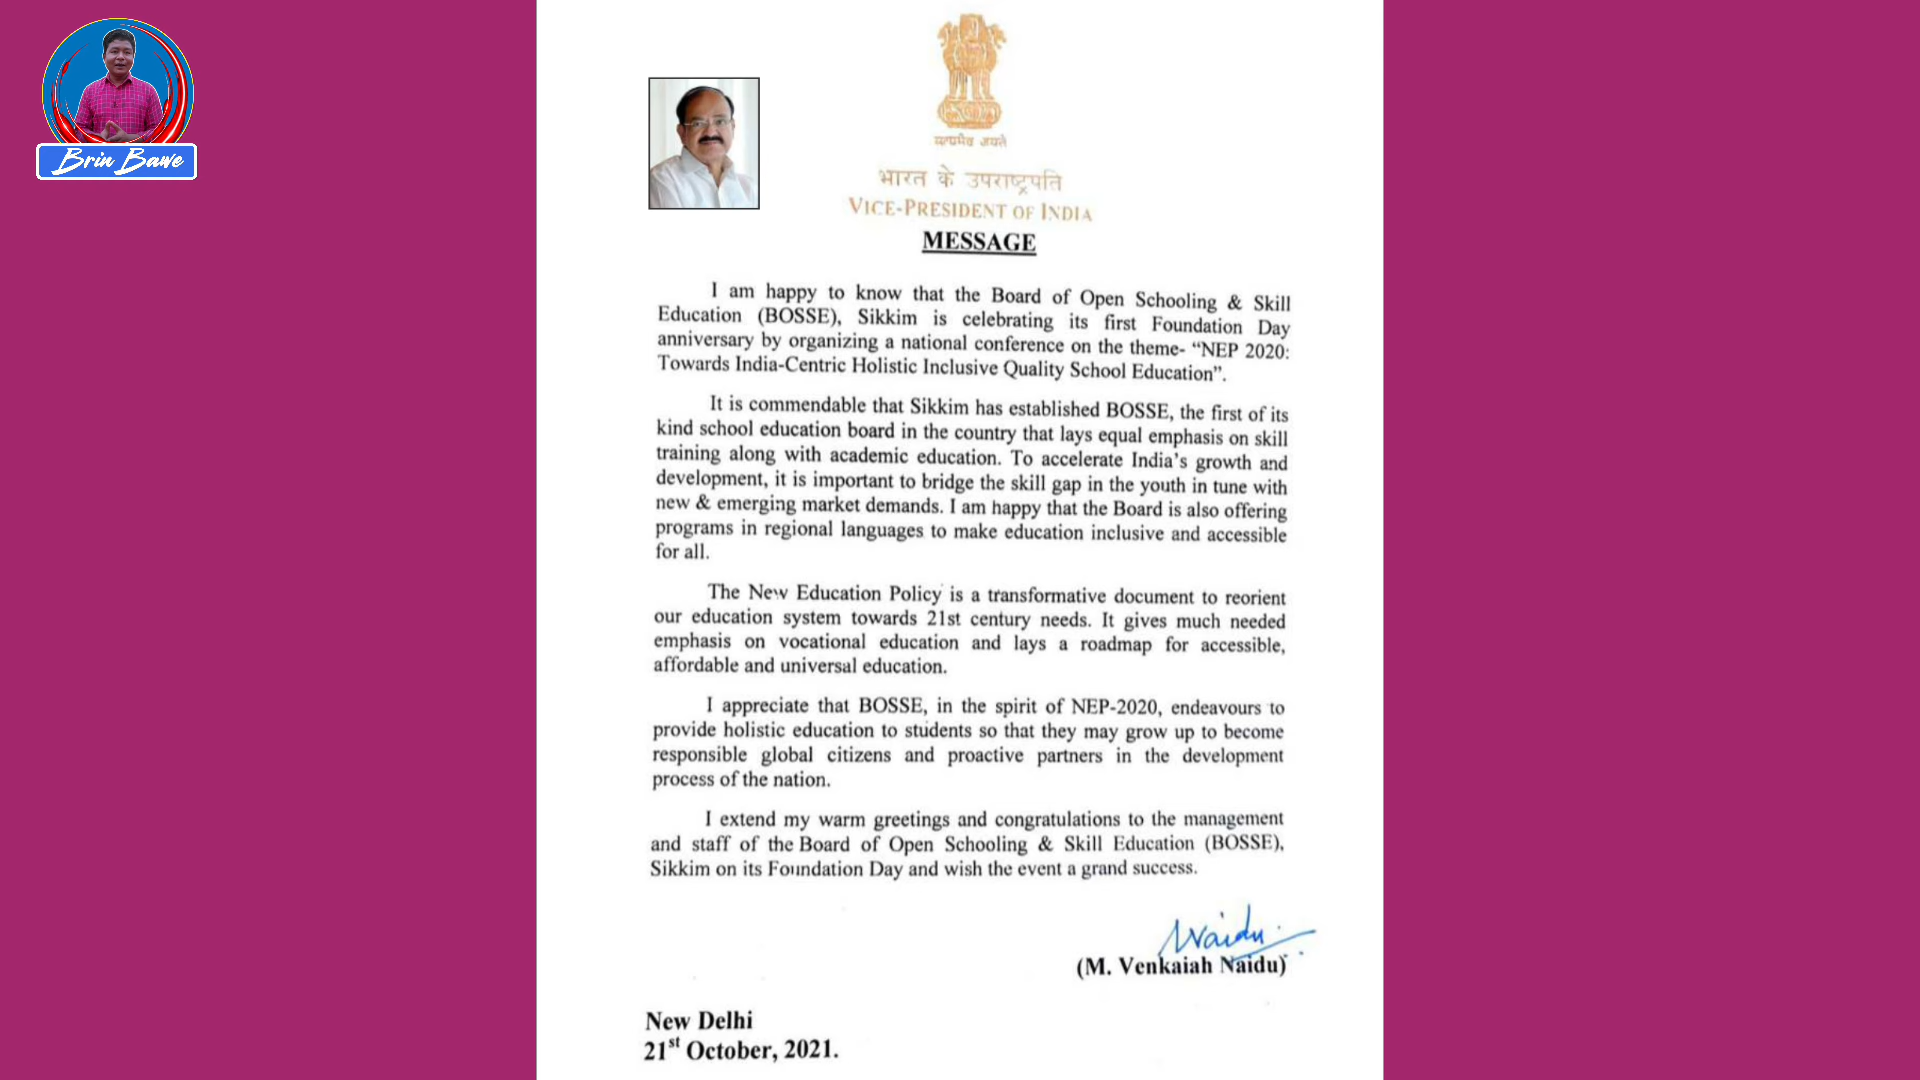 Brin Bawe
सत्यमेव जयते
भारत के उपराष्ट्रपति
VICE-PRESIDENT OF INDIA
MESSAGE
I am happy to know that the Board of Open Schooling & Skill
Education (BOSSE), Sikkim is celebrating its first Foundation Day
anniversary by organizing a national conference on the theme- “NEP 2020:
Towards India-Centric Holistic Inclusive Quality School Education”.
It is commendable that Sikkim has established BOSSE, the first of its
kind school education board in the country that lays equal emphasis on skill
training along with academic education. To accelerate India's growth and
development, it is important to bridge the skill gap in the youth in tune with
new & emerging market demands. I am happy that the Board is also offering
programs in regional languages to make education inclusive and accessible
for all.
The New Education Policy is a transformative document to reorient
our education system towards 21st century needs. It gives much needed
emphasis on vocational education and lays a roadmap for accessible,
affordable and universal education.
I appreciate that BOSSE, in the spirit of NEP-2020, endeavours to
provide holistic education to students so that they may grow up to become
responsible global citizens and proactive partners in the development
process of the nation.
I extend my warm greetings and congratulations to the management
and staff of the Board of Open Schooling & Skill Education (BOSSE),
Sikkim on its Foundation Day and wish the event a grand success.
Naidu
(M. Venkaiah Naidu)
New Delhi
21st October, 2021.